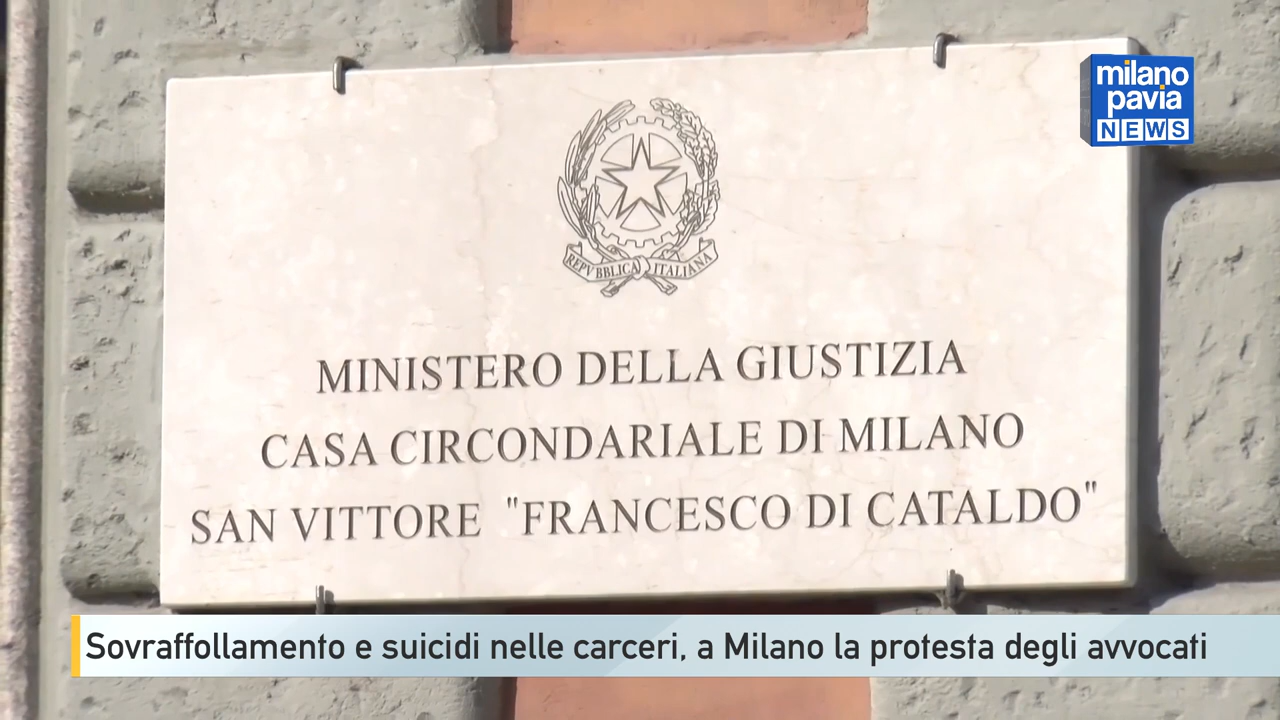 milano
pavia
NEWS
REPVBBLICA ITALIANA
MINISTERO DELLA GIUSTIZIA
CASA CIRCONDARIALE DI MILANO
SAN VITTORE "FRANCESCO DI CATALDO"
Sovraffollamento e suicidi nelle carceri, a Milano la protesta degli avvocati